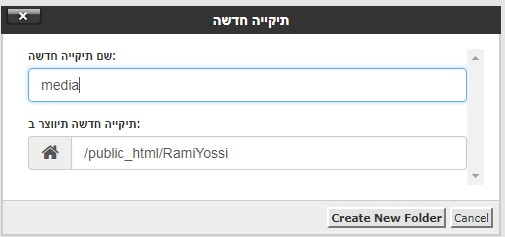 תיקייה חדשה
שם תיקייה חדשה:
media
תיקייה חדשה תיווצר ב:
/public_html/RamiYossi
Create New Folder
Cancel